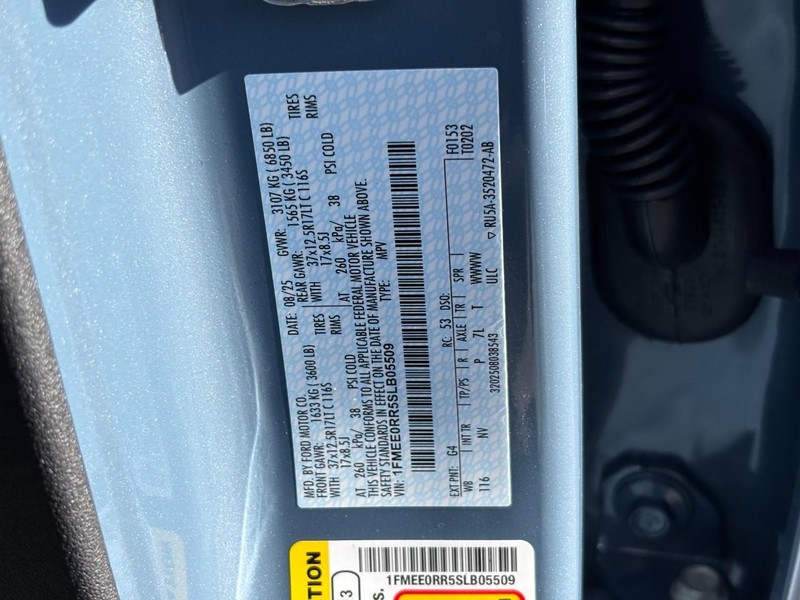 MFD. BY FORD MOTOR CO. DATE: 08/25 GVWR: 3107 KG ( 6850 LB)
FRONT GAWR: 1633 KG ( 3600 LB) REAR GAWR: 1565 KG ( 3450 LB)
WITH 37x12.5R17LT C 116S TIRES WITH 37x12.5R17LT C 116S TIRES
17x8.5J RIMS 17x8.5J RIMS
AT 260 kPa/ 38 PSI COLD AT 260 kPa/ 38 PSI COLD
THIS VEHICLE CONFORMS TO ALL APPLICABLE FEDERAL MOTOR VEHICLE
SAFETY STANDARDS IN EFFECT ON THE DATE OF MANUFACTURE SHOWN ABOVE.
VIN: 1FMEE0RR5SLB05509 TYPE: MPV
EXT PNT: G4 RC: 53 DSO: F0153
WB INT TR TP/PS R AXLE TR SPR T0202
116 NV P 7L T WWWW
ULC ▽ RU5A-3520472-AB
3202508038543
1FMEE0RR5SLB05509
3